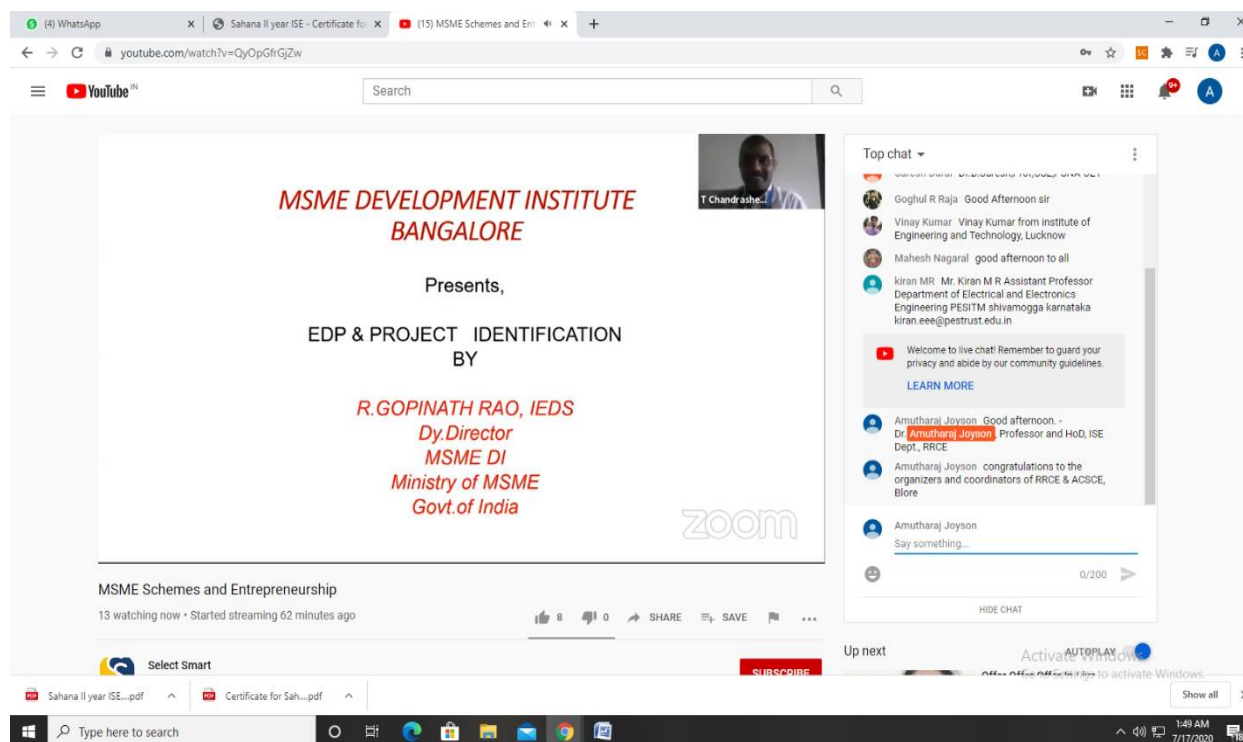 (4) WhatsApp
Sahana II year ISE - Certificate fo
(15) MSME Schemes and Ent
youtube.com/watch?v=QyOpGfrGjZw
SC
A
YouTube IN
Search
9+
A
MSME DEVELOPMENT INSTITUTE
BANGALORE
Presents,
EDP & PROJECT IDENTIFICATION
BY
R.GOPINATH RAO, IEDS
Dy.Director
MSME DI
Ministry of MSME
Govt.of India
zoom
T Chandrashe...
Top chat
Goghul R Raja Good Afternoon sir
Vinay Kumar Vinay Kumar from institute of
Engineering and Technology, Lucknow
Mahesh Nagaral good afternoon to all
kiran MR Mr. Kiran M R Assistant Professor
Department of Electrical and Electronics
Engineering PESITM shivamogga karnataka
kiran.eee@pestrust.edu.in
Welcome to live chat! Remember to guard your
privacy and abide by our community guidelines.
LEARN MORE
Amutharaj Joyson Good afternoon. -
Dr. Amutharaj Joyson, Professor and HoD, ISE
Dept., RRCE
Amutharaj Joyson congratulations to the
organizers and coordinators of RRCE & ACSCE,
Blore
Amutharaj Joyson
Say something...
0/200
HIDE CHAT
MSME Schemes and Entrepreneurship
13 watching now • Started streaming 62 minutes ago
8 0 SHARE SAVE
Select Smart
SUBSCRIBE
Up next
AUTOPLAY
Activate Windows
Go to Settings to activate Windows.
Sahana II year ISE....pdf
Certificate for Sah....pdf
Show all
Type here to search
1:49 AM
7/17/2020
18